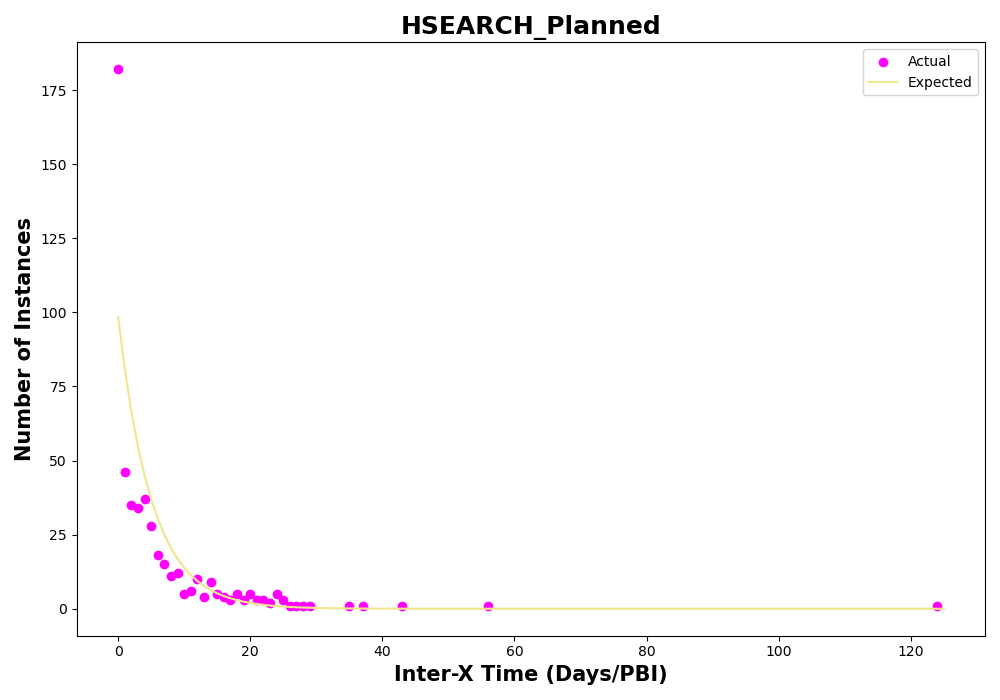 HSEARCH_Planned
Actual
Expected
175
150
125
100
75
50
25
0
Number of Instances
0 20 40 60 80 100 120
Inter-X Time (Days/PBI)